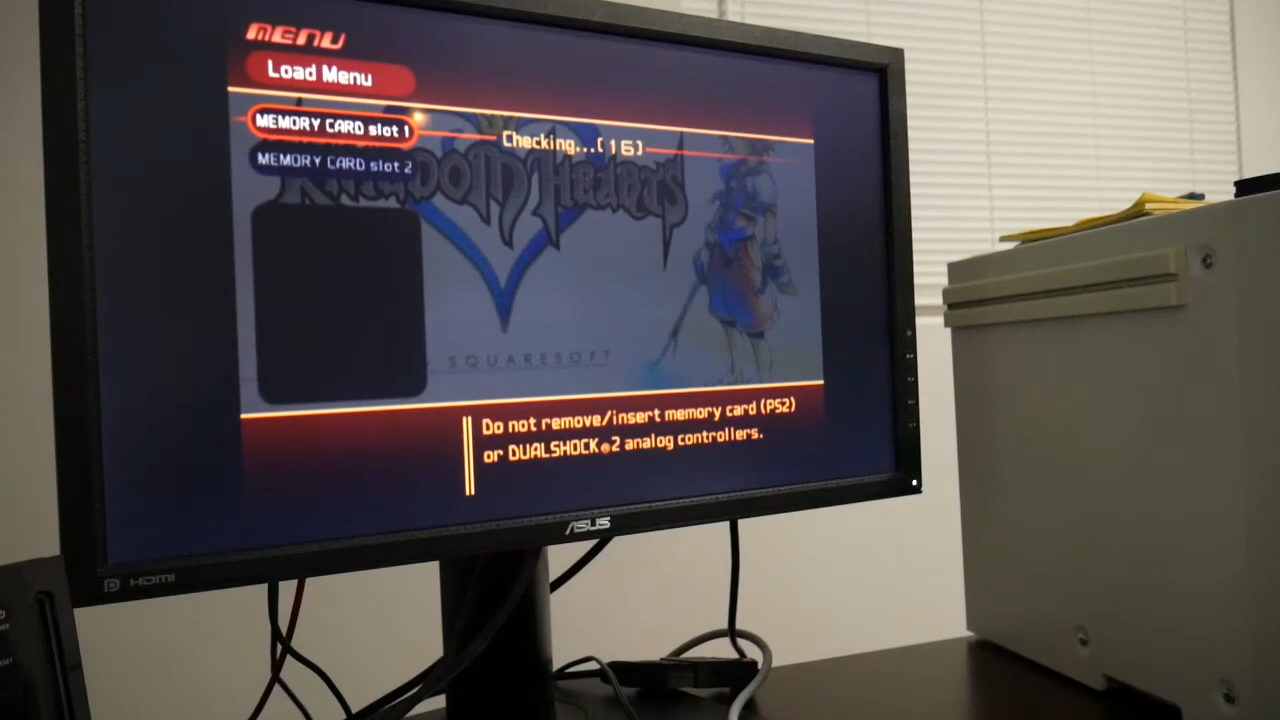 MENU
Load Menu
MEMORY CARD slot 1
Checking...[16]
MEMORY CARD slot 2
KINGDOM HEARTS
SQUARESOFT
Do not remove/insert memory card (PS2)
or DUALSHOCK®2 analog controllers.
ASUS
HDMI